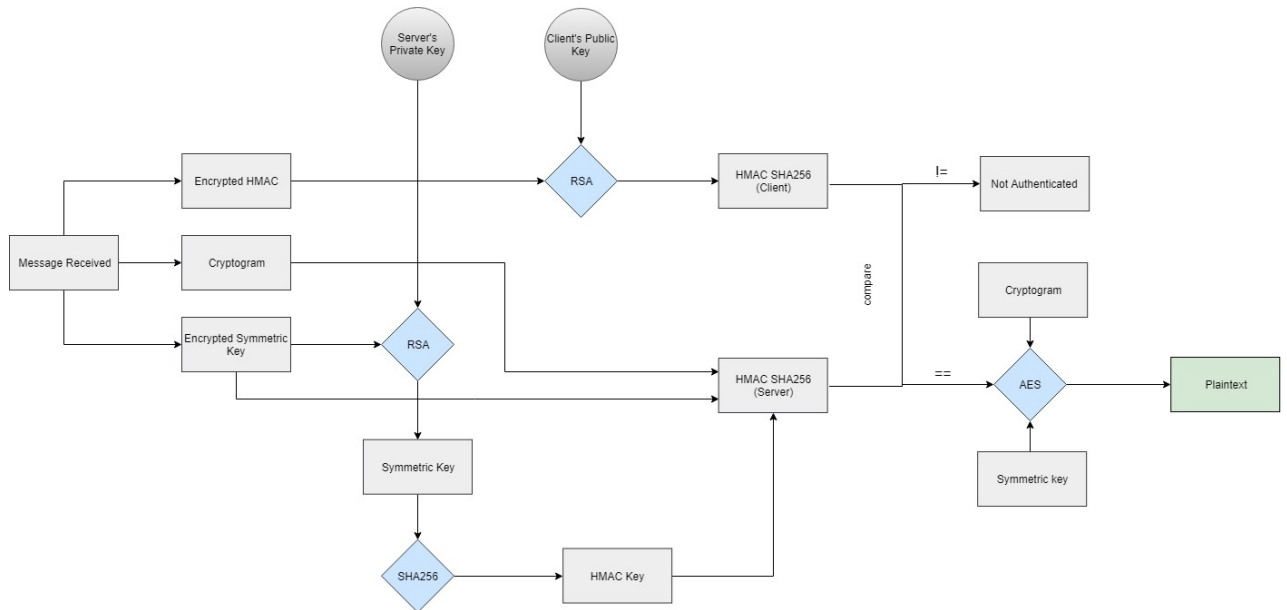 Server's
Private Key
Client's Public
Key
Encrypted HMAC
RSA
HMAC SHA256
(Client)
!=
Not Authenticated
Message Received
Cryptogram
compare
Cryptogram
Encrypted Symmetric
Key
RSA
HMAC SHA256
(Server)
==
AES
Plaintext
Symmetric Key
Symmetric key
SHA256
HMAC Key